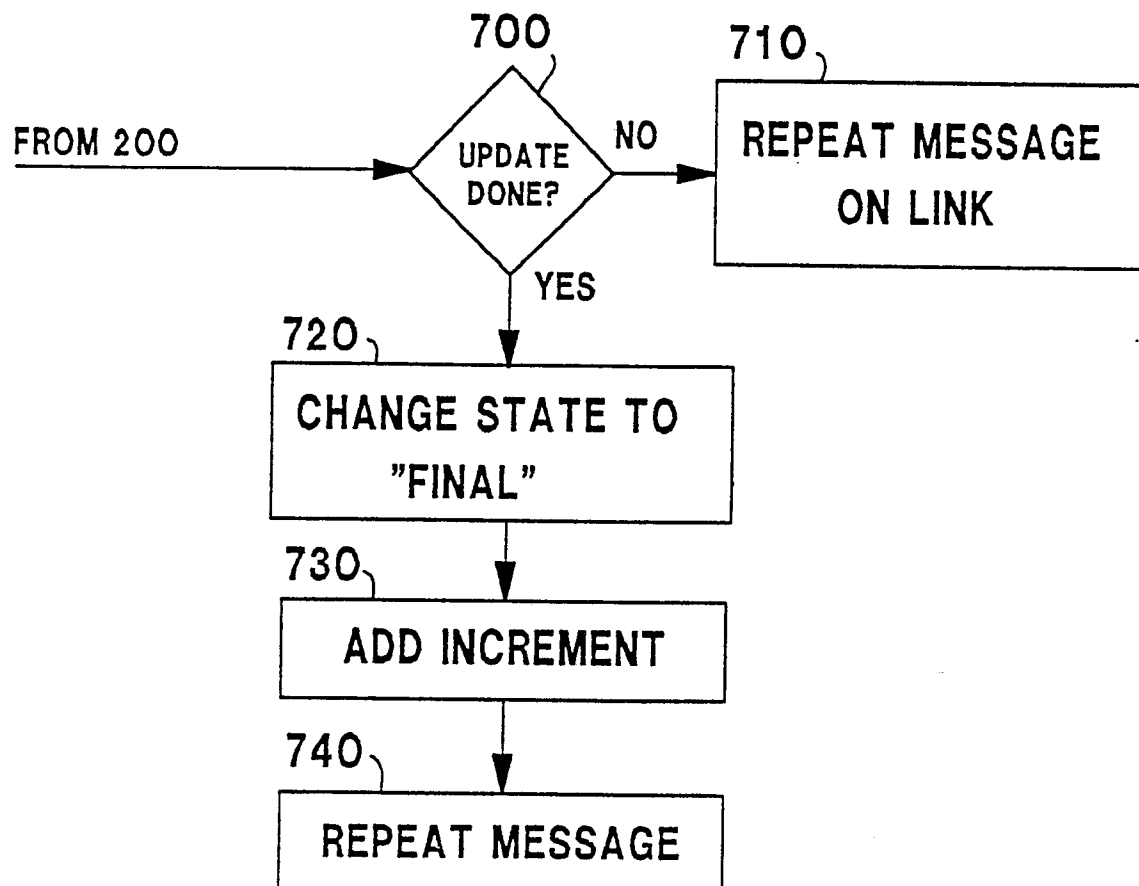 700
710
FROM 200
UPDATE
DONE?
NO
REPEAT MESSAGE
ON LINK
YES
720
CHANGE STATE TO
"FINAL"
730
ADD INCREMENT
740
REPEAT MESSAGE